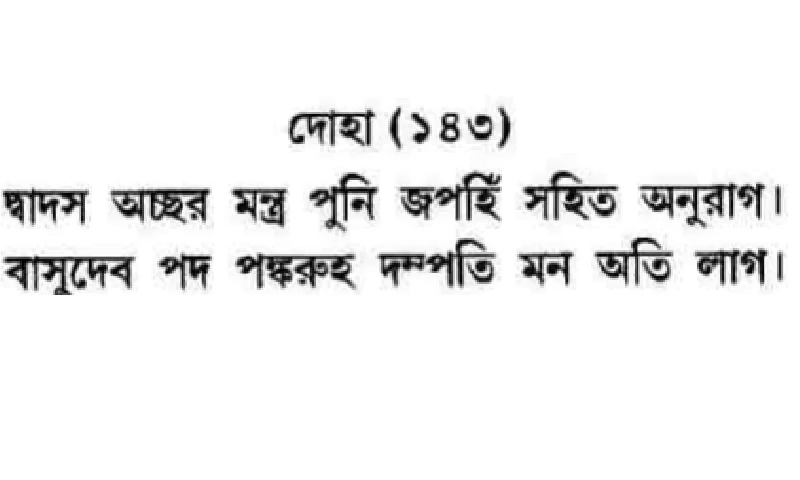 দোহা (১৪৩)
দ্বাদস অচ্ছর মন্ত্র পুনি জপহিঁ সহিত অনুরাগ।
বাসুদেব পদ পঙ্করুহ দম্পতি মন অতি লাগ।